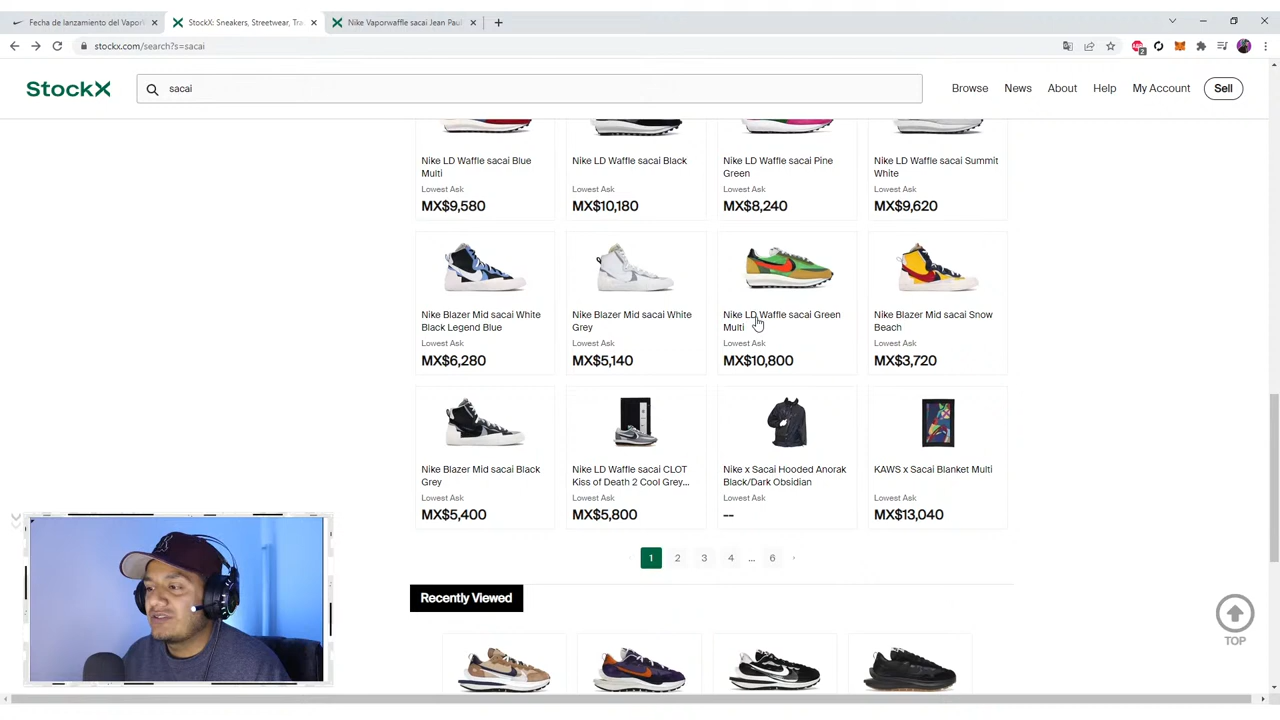 Fecha de lanzamiento del Vaporl
StockX: Sneakers, Streetwear, Tra
Nike Vaporwaffle sacai Jean Paul
stockx.com/search?s=sacai
2
StockX
sacai
Browse
News
About
Help
My Account
Sell
Nike LD Waffle sacai Blue
Multi
Lowest Ask
MX$9,580
Nike LD Waffle sacai Black
Lowest Ask
MX$10,180
Nike LD Waffle sacai Pine
Green
Lowest Ask
MX$8,240
Nike LD Waffle sacai Summit
White
Lowest Ask
MX$9,620
Nike Blazer Mid sacai White
Black Legend Blue
Lowest Ask
MX$6,280
Nike Blazer Mid sacai White
Grey
Lowest Ask
MX$5,140
Nike LD Waffle sacai Green
Multi
Lowest Ask
MX$10,800
Nike Blazer Mid sacai Snow
Beach
Lowest Ask
MX$3,720
Nike Blazer Mid sacai Black
Grey
Lowest Ask
MX$5,400
Nike LD Waffle sacai CLOT
Kiss of Death 2 Cool Grey...
Lowest Ask
MX$5,800
Nike x Sacai Hooded Anorak
Black/Dark Obsidian
Lowest Ask
--
KAWS x Sacai Blanket Multi
Lowest Ask
MX$13,040
1 2 3 4 ... 6
Recently Viewed
TOP